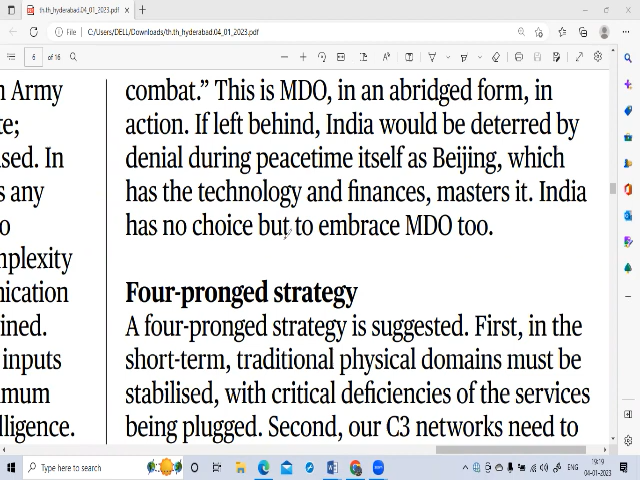 th.th_hyderabad.04_01_2023.pdf
File
C:/Users/DELL/Downloads/th.th_hyderabad.04_01_2023.pdf
6 of 16
n Army
te;
sed. In
s any
o
nplexity
nication
ined.
inputs
mum
lligence.
combat.” This is MDO, in an abridged form, in
action. If left behind, India would be deterred by
denial during peacetime itself as Beijing, which
has the technology and finances, masters it. India
has no choice but to embrace MDO too.
Four-pronged strategy
A four-pronged strategy is suggested. First, in the
short-term, traditional physical domains must be
stabilised, with critical deficiencies of the services
being plugged. Second, our C3 networks need to
Type here to search
ENG
19:19
04-01-2023